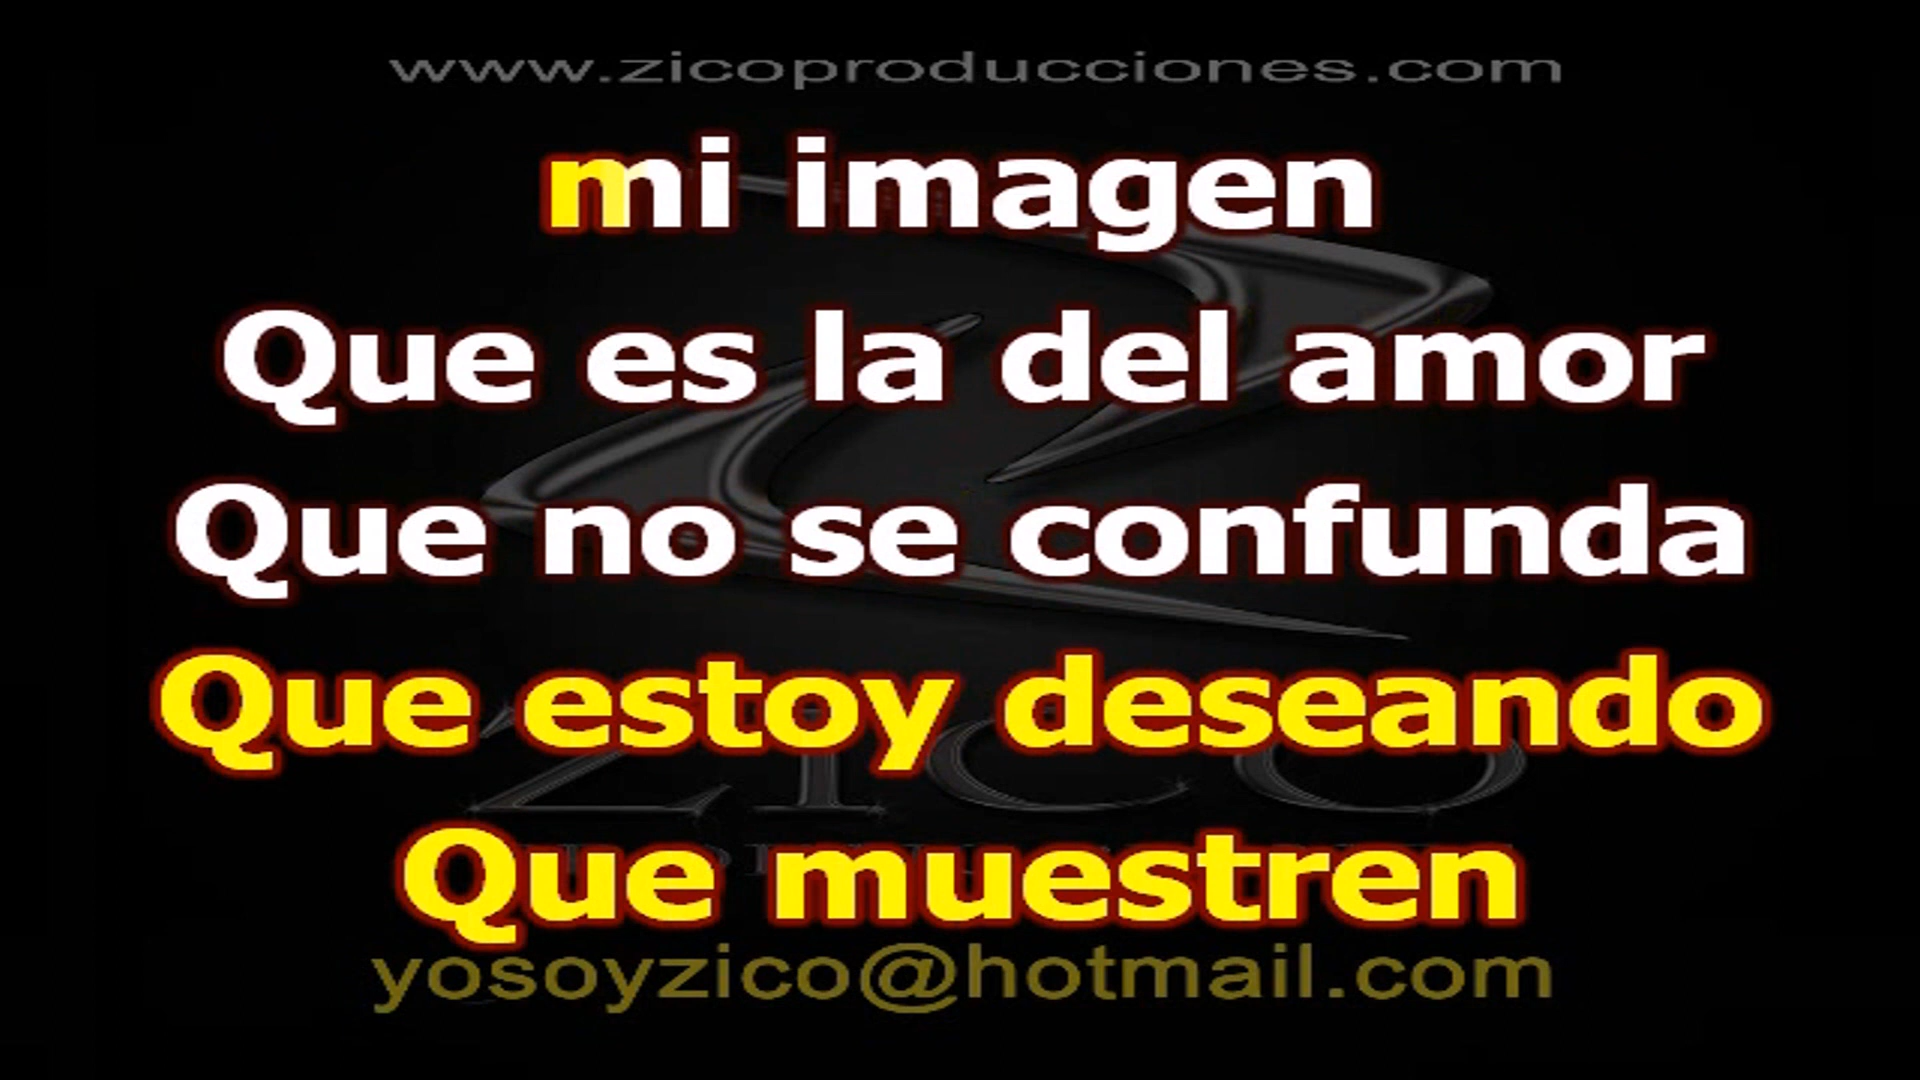 www.zicoproducciones.com
mi imagen
Que es la del amor
Que no se confunda
Que estoy deseando
ZICO
Que muestren
yosoyzico@hotmail.com